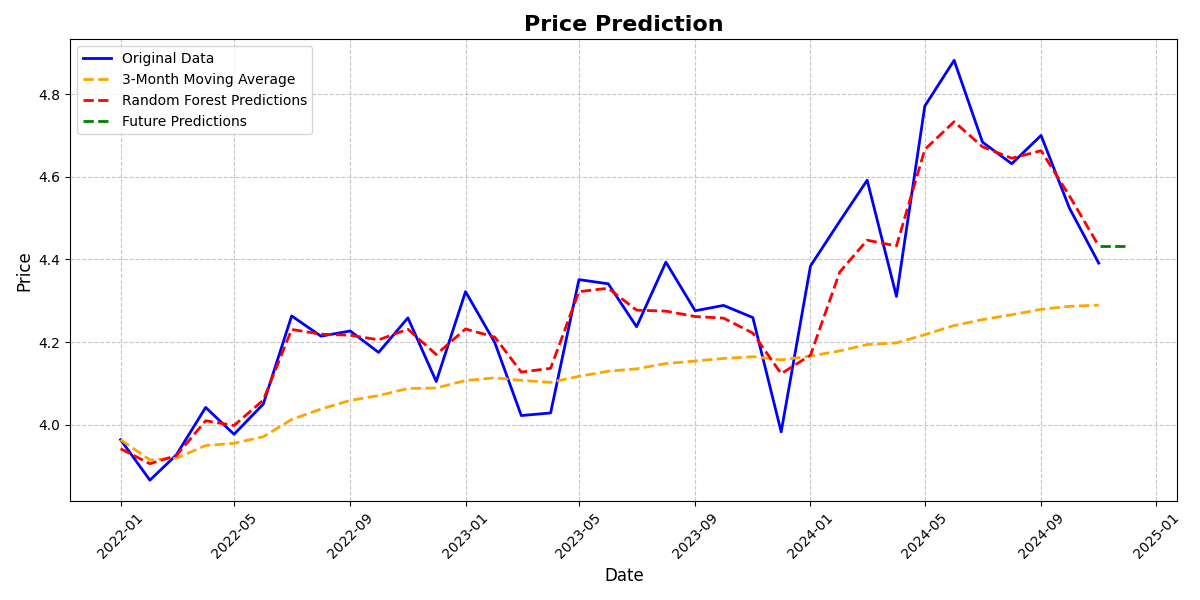 Price Prediction
Original Data
3-Month Moving Average
Random Forest Predictions
Future Predictions
Price
4.8
4.6
4.4
4.2
4.0
2022-01
2022-05
2022-09
2023-01
2023-05
2023-09
2024-01
2024-05
2024-09
2025-01
Date